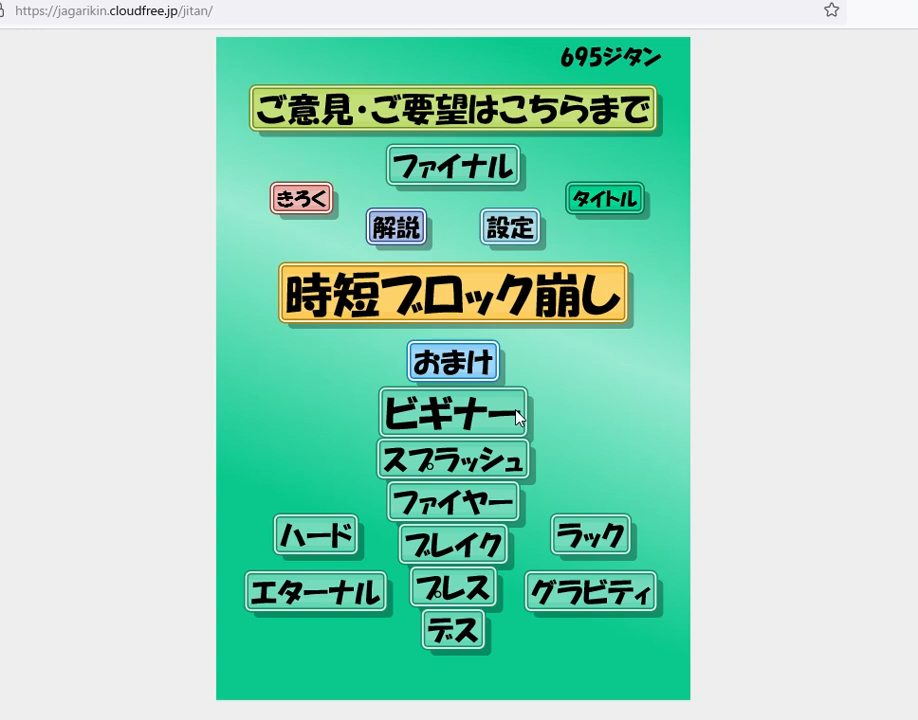 https://jagarikin.cloudfree.jp/jitan/
695ジタン
ご意見・ご要望はこちらまで
ファイナル
きろく
タイトル
解説
設定
時短ブロック崩し
おまけ
ビギナー
スプラッシュ
ファイヤー
ハード
ブレイク
ラック
エターナル
プレス
グラビティ
デス